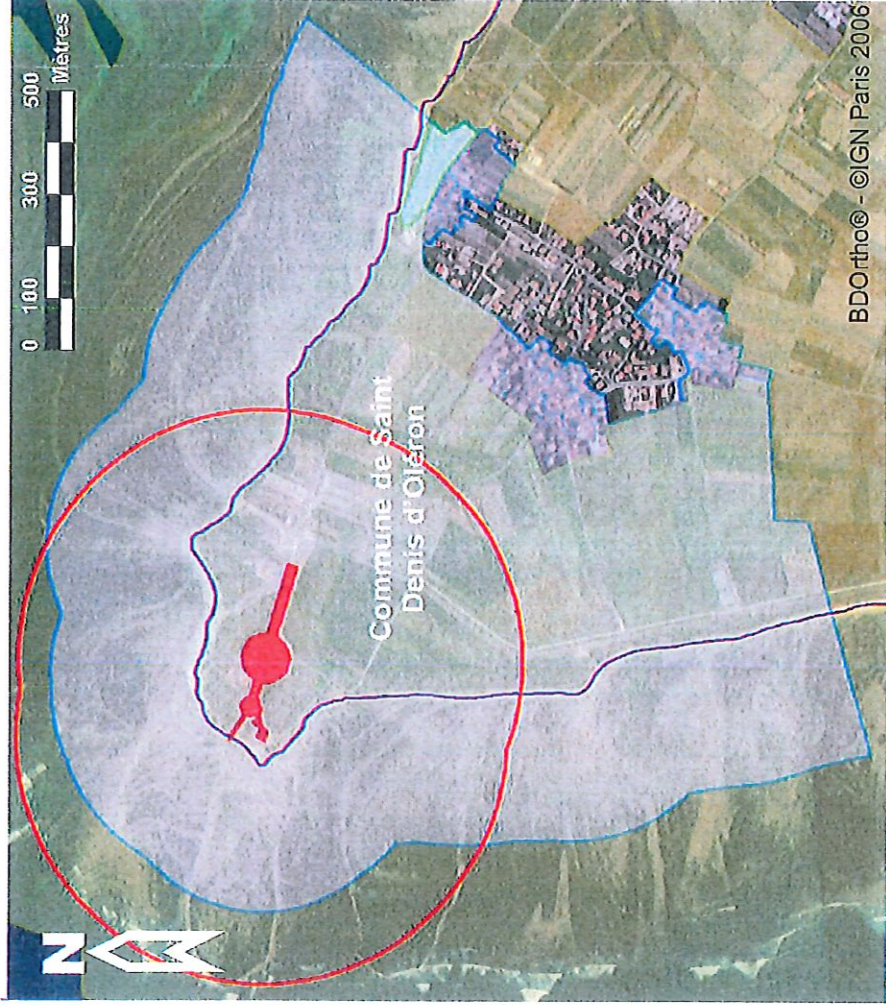 0 100 300 500
Mètres
Commune de Saint
Denis d'Oléron
N
BDOrtho® - ©IGN Paris 2006